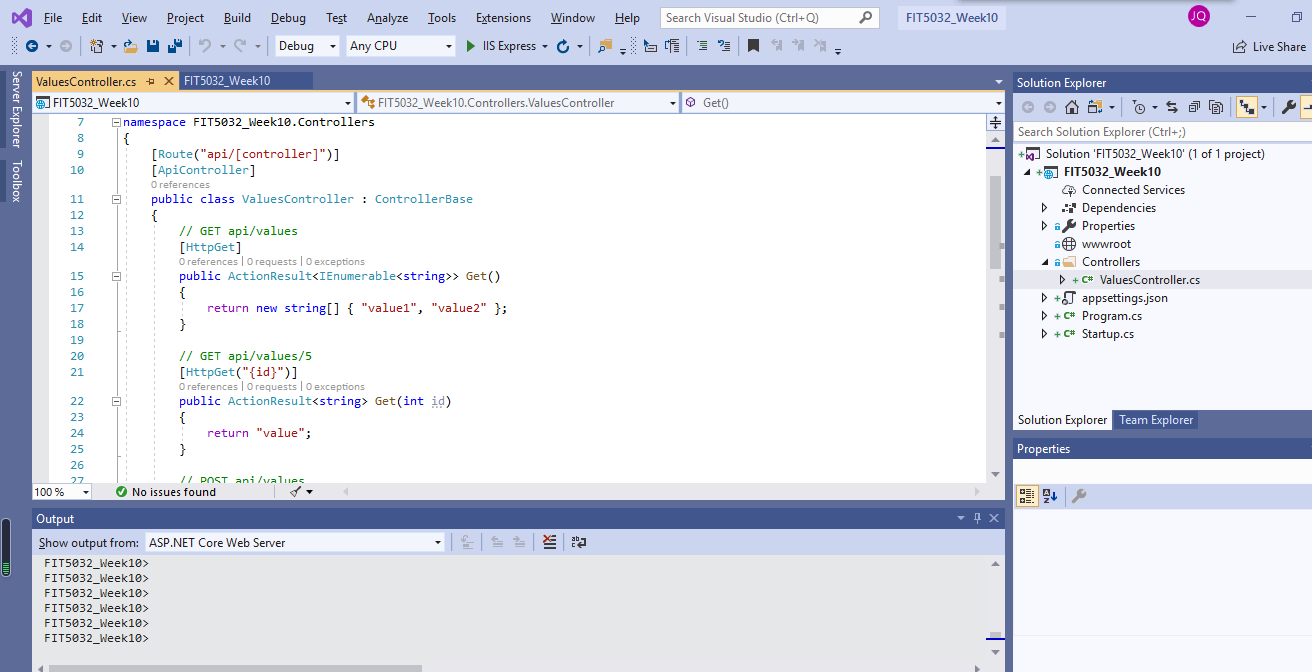 File Edit View Project Build Debug Test Analyze Tools Extensions Window Help Search Visual Studio (Ctrl+Q) FIT5032_Week10 JQ
Debug Any CPU IIS Express Live Share
Server Explorer
Toolbox
ValuesController.cs FIT5032_Week10
FIT5032_Week10 FIT5032_Week10.Controllers.ValuesController Get()
7 namespace FIT5032_Week10.Controllers
8 {
9 [Route("api/[controller]")]
10 [ApiController]
0 references
11 public class ValuesController : ControllerBase
12 {
13 // GET api/values
14 [HttpGet]
0 references | 0 requests | 0 exceptions
15 public ActionResult<IEnumerable<string>> Get()
16 {
17 return new string[] { "value1", "value2" };
18 }
19
20 // GET api/values/5
21 [HttpGet("{id}")]
0 references | 0 requests | 0 exceptions
22 public ActionResult<string> Get(int id)
23 {
24 return "value";
25 }
26
27 // POST api/values
100 % No issues found
Output
Show output from: ASP.NET Core Web Server
FIT5032_Week10>
FIT5032_Week10>
FIT5032_Week10>
FIT5032_Week10>
FIT5032_Week10>
FIT5032_Week10>
Solution Explorer
Search Solution Explorer (Ctrl+;)
Solution 'FIT5032_Week10' (1 of 1 project)
FIT5032_Week10
Connected Services
Dependencies
Properties
wwwroot
Controllers
C# ValuesController.cs
appsettings.json
C# Program.cs
C# Startup.cs
Solution Explorer Team Explorer
Properties